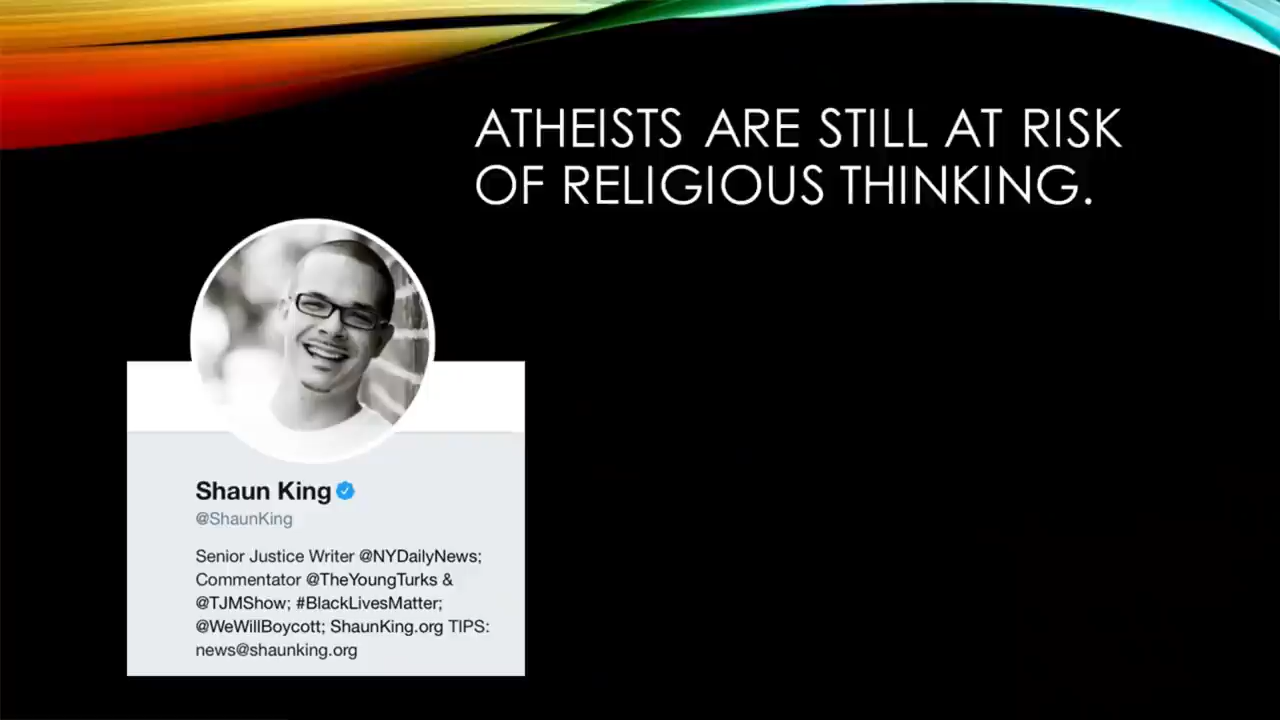 ATHEISTS ARE STILL AT RISK
OF RELIGIOUS THINKING.
Shaun King
@ShaunKing
Senior Justice Writer @NYDailyNews;
Commentator @TheYoungTurks &
@TJMShow; #BlackLivesMatter;
@WeWillBoycott; ShaunKing.org TIPS:
news@shaunking.org